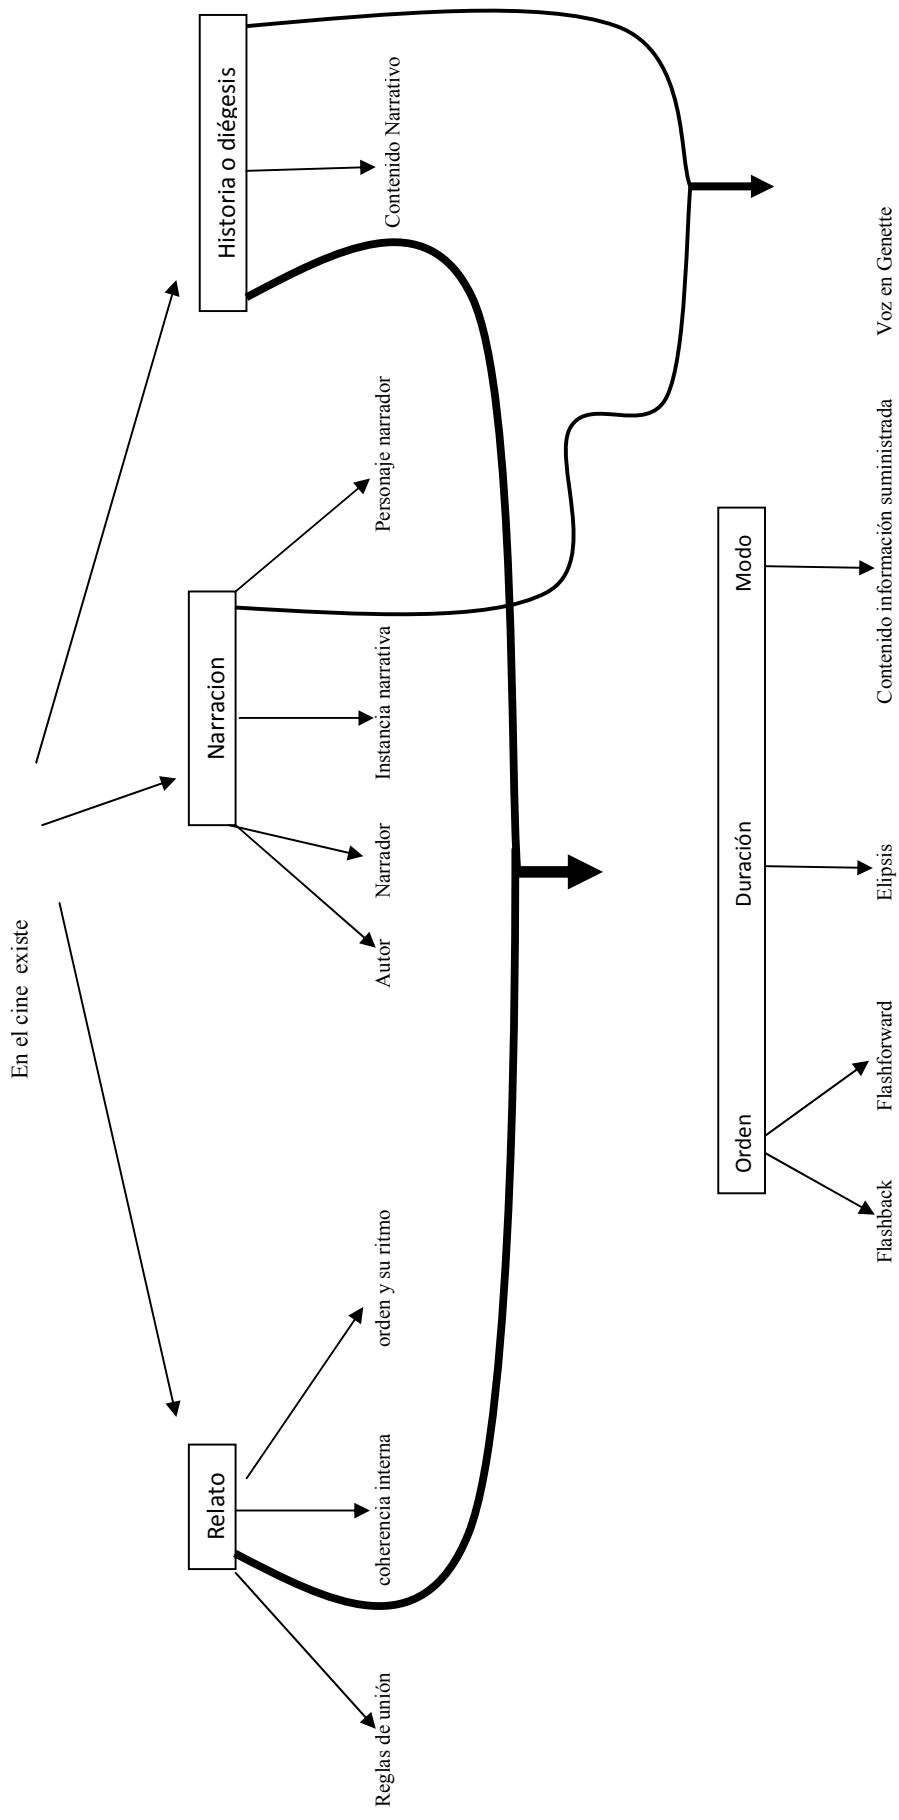 En el cine existe
Relato
Narracion
Historia o diégesis
Reglas de unión
coherencia interna
orden y su ritmo
Autor
Narrador
Instancia narrativa
Personaje narrador
Contenido Narrativo
Orden
Duración
Modo
Flashback
Flashforward
Elipsis
Contenido información suministrada
Voz en Genette